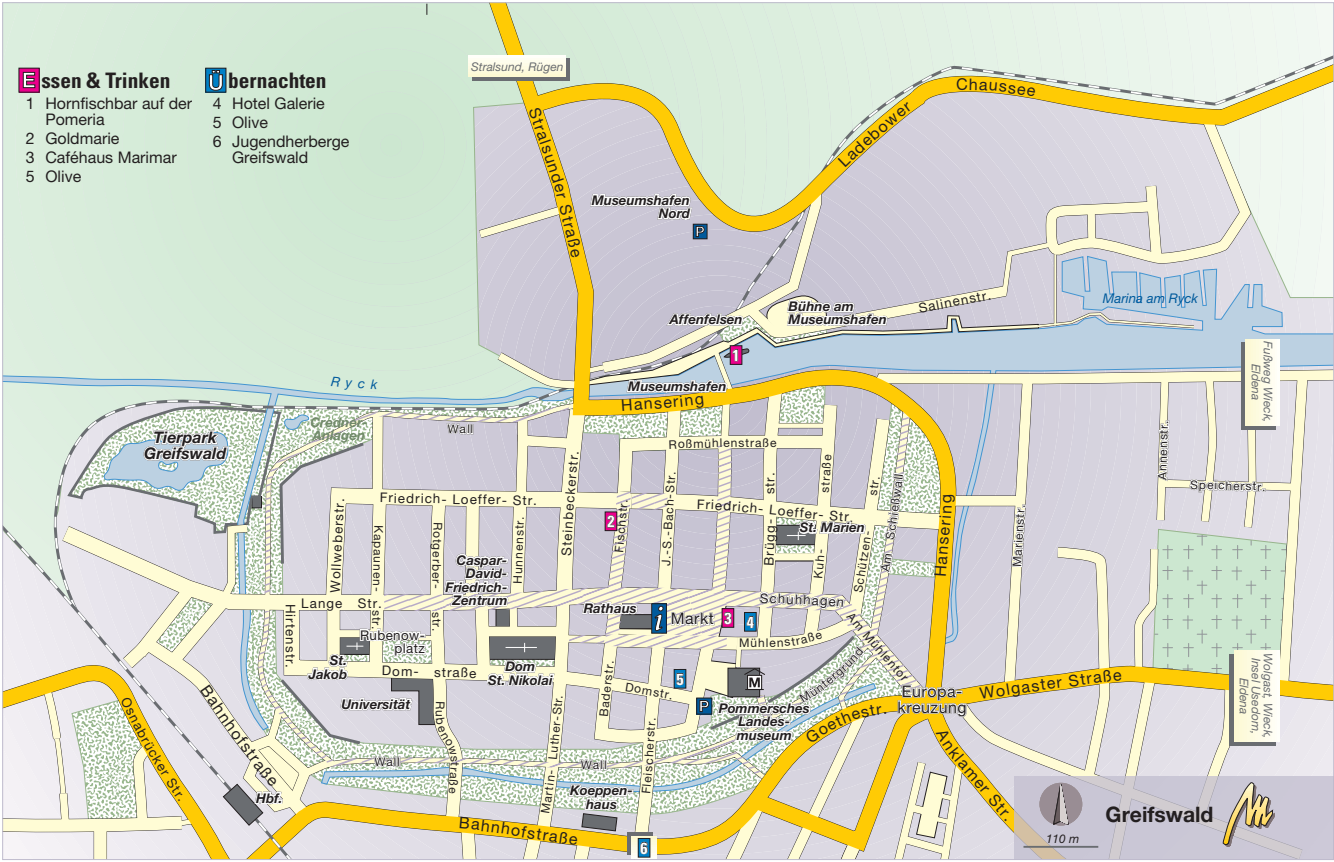 Essen & Trinken
1 Hornfischbar auf der
Pomeria
2 Goldmarie
3 Caféhaus Marimar
5 Olive
Übernachten
4 Hotel Galerie
5 Olive
6 Jugendherberge
Greifswald
Stralsund, Rügen
Stralsunder Straße
Ladebower
Chaussee
Museumshafen
Nord
P
Affenfelsen
Bühne am
Museumshafen
Salinenstr.
Marina am Ryck
1
Museumshafen
Ryck
Hansering
Fußweg Wieck,
Eldena
Credner-
Anlagen
Wall
Tierpark
Greifswald
Roßmühlenstraße
Friedrich- Loeffer- Str.
Friedrich- Loeffer- Str.
Wollweberstr.
Kapaunen-
str.
Rotgerber-
str.
Hunnenstr.
Steinbeckerstr.
Fischstr.
J.-S.-Bach-Str.
Brügg-
str.
Kuh-
straße
Schützen-
str.
Am Schießwall
Hansering
Marienstr.
Annenstr.
Speicherstr.
2
St. Marien
Caspar-
David-
Friedrich-
Zentrum
Lange Str.
Hirtenstr.
Rathaus
i
Markt
3
4
Schuhhagen
Mühlenstraße
Am Mühlentor
Rubenow-
platz
St.
Jakob
Dom- straße
Dom
St. Nikolai
Universität
Rubenowstraße
Baderstr.
Domstr.
5
P
M
Pommersches
Landes-
museum
Müntergrund
Europa-
kreuzung
Wolgaster Straße
Wolgast, Wieck,
Insel Usedom,
Eldena
Goethestr.
Anklamer Str.
Martin- Luther-Str.
Fleischerstr.
Wall
Wall
Koeppen-
haus
Osnabrücker Str.
Bahnhofstraße
Hbf.
Bahnhofstraße
6
110 m
Greifswald